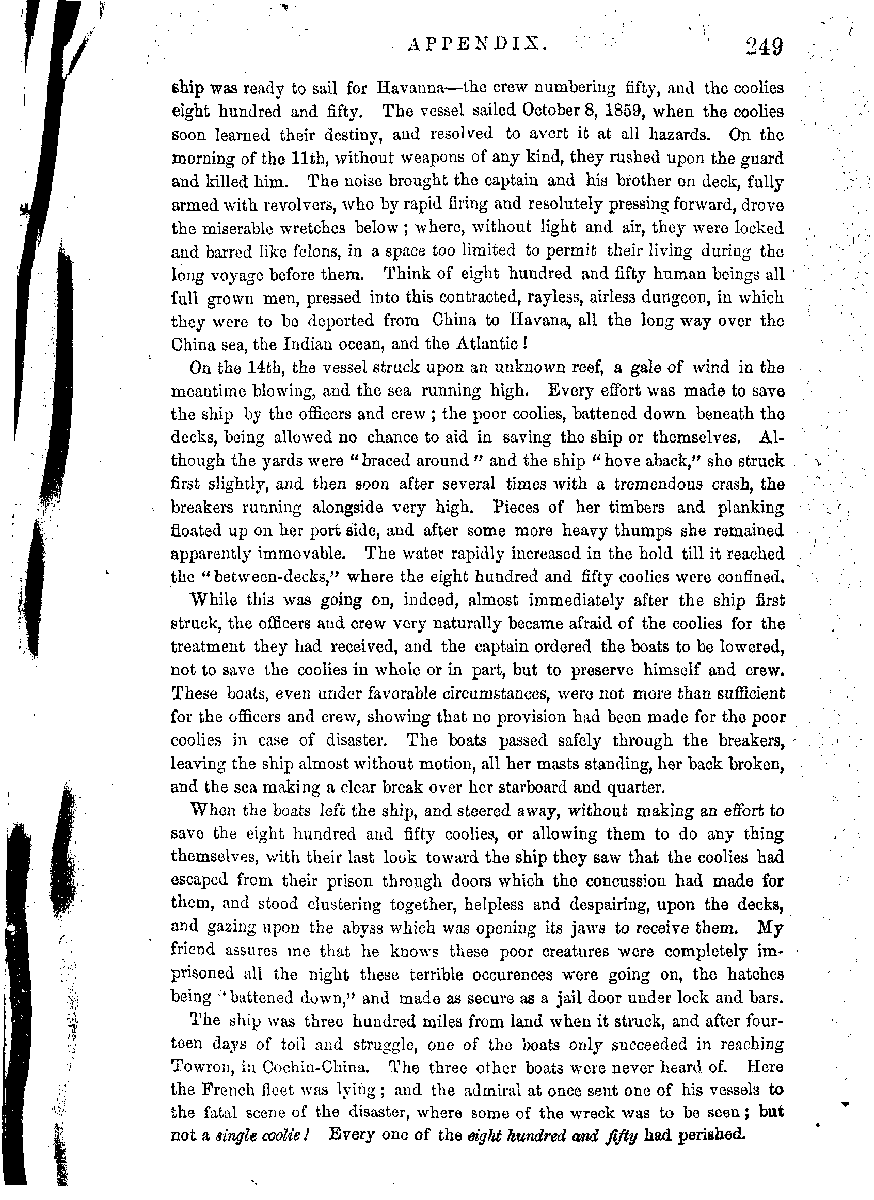 APPENDIX. 249
ship was ready to sail for Havanna—the crew numbering fifty, and the coolies
eight hundred and fifty. The vessel sailed October 8, 1859, when the coolies
soon learned their destiny, and resolved to avert it at all hazards. On the
morning of the 11th, without weapons of any kind, they rushed upon the guard
and killed him. The noise brought the captain and his brother on deck, fully
armed with revolvers, who by rapid firing and resolutely pressing forward, drove
the miserable wretches below; where, without light and air, they were locked
and barred like felons, in a space too limited to permit their living during the
long voyage before them. Think of eight hundred and fifty human beings all
full grown men, pressed into this contracted, rayless, airless dungeon, in which
they were to be deported from China to Havana, all the long way over the
China sea, the Indian ocean, and the Atlantic!
On the 14th, the vessel struck upon an unknown reef, a gale of wind in the
meantime blowing, and the sea running high. Every effort was made to save
the ship by the officers and crew; the poor coolies, battened down beneath the
decks, being allowed no chance to aid in saving the ship or themselves. Al-
though the yards were "braced around" and the ship "hove aback," she struck
first slightly, and then soon after several times with a tremendous crash, the
breakers running alongside very high. Pieces of her timbers and planking
floated up on her port side, and after some more heavy thumps she remained
apparently immovable. The water rapidly increased in the hold till it reached
the "between-decks," where the eight hundred and fifty coolies were confined.
While this was going on, indeed, almost immediately after the ship first
struck, the officers and crew very naturally became afraid of the coolies for the
treatment they had received, and the captain ordered the boats to be lowered,
not to save the coolies in whole or in part, but to preserve himself and crew.
These boats, even under favorable circumstances, were not more than sufficient
for the officers and crew, showing that no provision had been made for the poor
coolies in case of disaster. The boats passed safely through the breakers,
leaving the ship almost without motion, all her masts standing, her back broken,
and the sea making a clear break over her starboard and quarter.
When the boats left the ship, and steered away, without making an effort to
save the eight hundred and fifty coolies, or allowing them to do any thing
themselves, with their last look toward the ship they saw that the coolies had
escaped from their prison through doors which the concussion had made for
them, and stood clustering together, helpless and despairing, upon the decks,
and gazing upon the abyss which was opening its jaws to receive them. My
friend assures me that he knows these poor creatures were completely im-
prisoned all the night these terrible occurences were going on, the hatches
being "battened down," and made as secure as a jail door under lock and bars.
The ship was three hundred miles from land when it struck, and after four-
teen days of toil and struggle, one of the boats only succeeded in reaching
Towron, in Cochin-China. The three other boats were never heard of. Here
the French fleet was lying; and the admiral at once sent one of his vessels to
the fatal scene of the disaster, where some of the wreck was to be seen; but
not a single coolie! Every one of the eight hundred and fifty had perished.